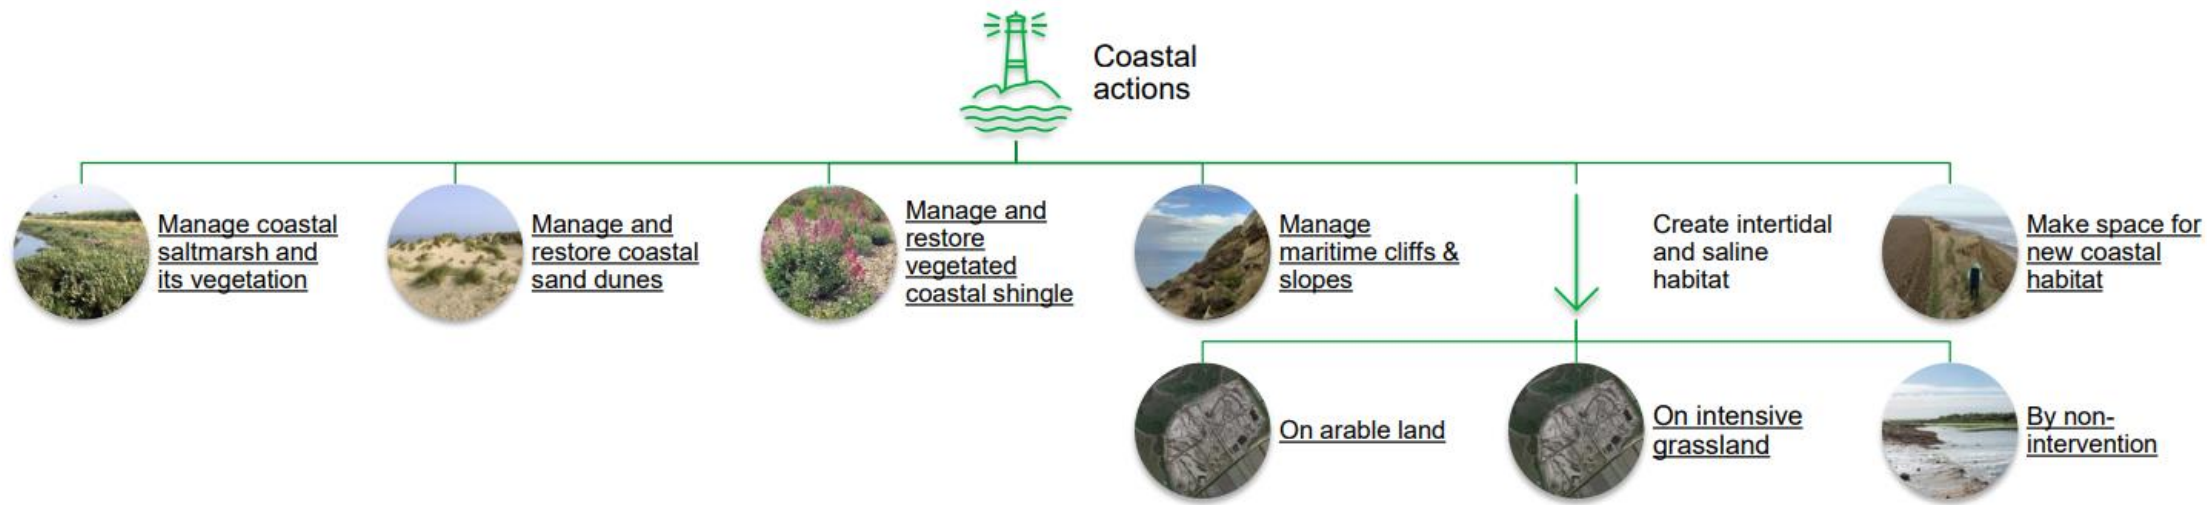 Coastal
actions
Manage coastal
saltmarsh and
its vegetation
Manage and
restore coastal
sand dunes
Manage and
restore
vegetated
coastal shingle
Manage
maritime cliffs &
slopes
Create intertidal
and saline
habitat
Make space for
new coastal
habitat
On arable land
On intensive
grassland
By non-
intervention